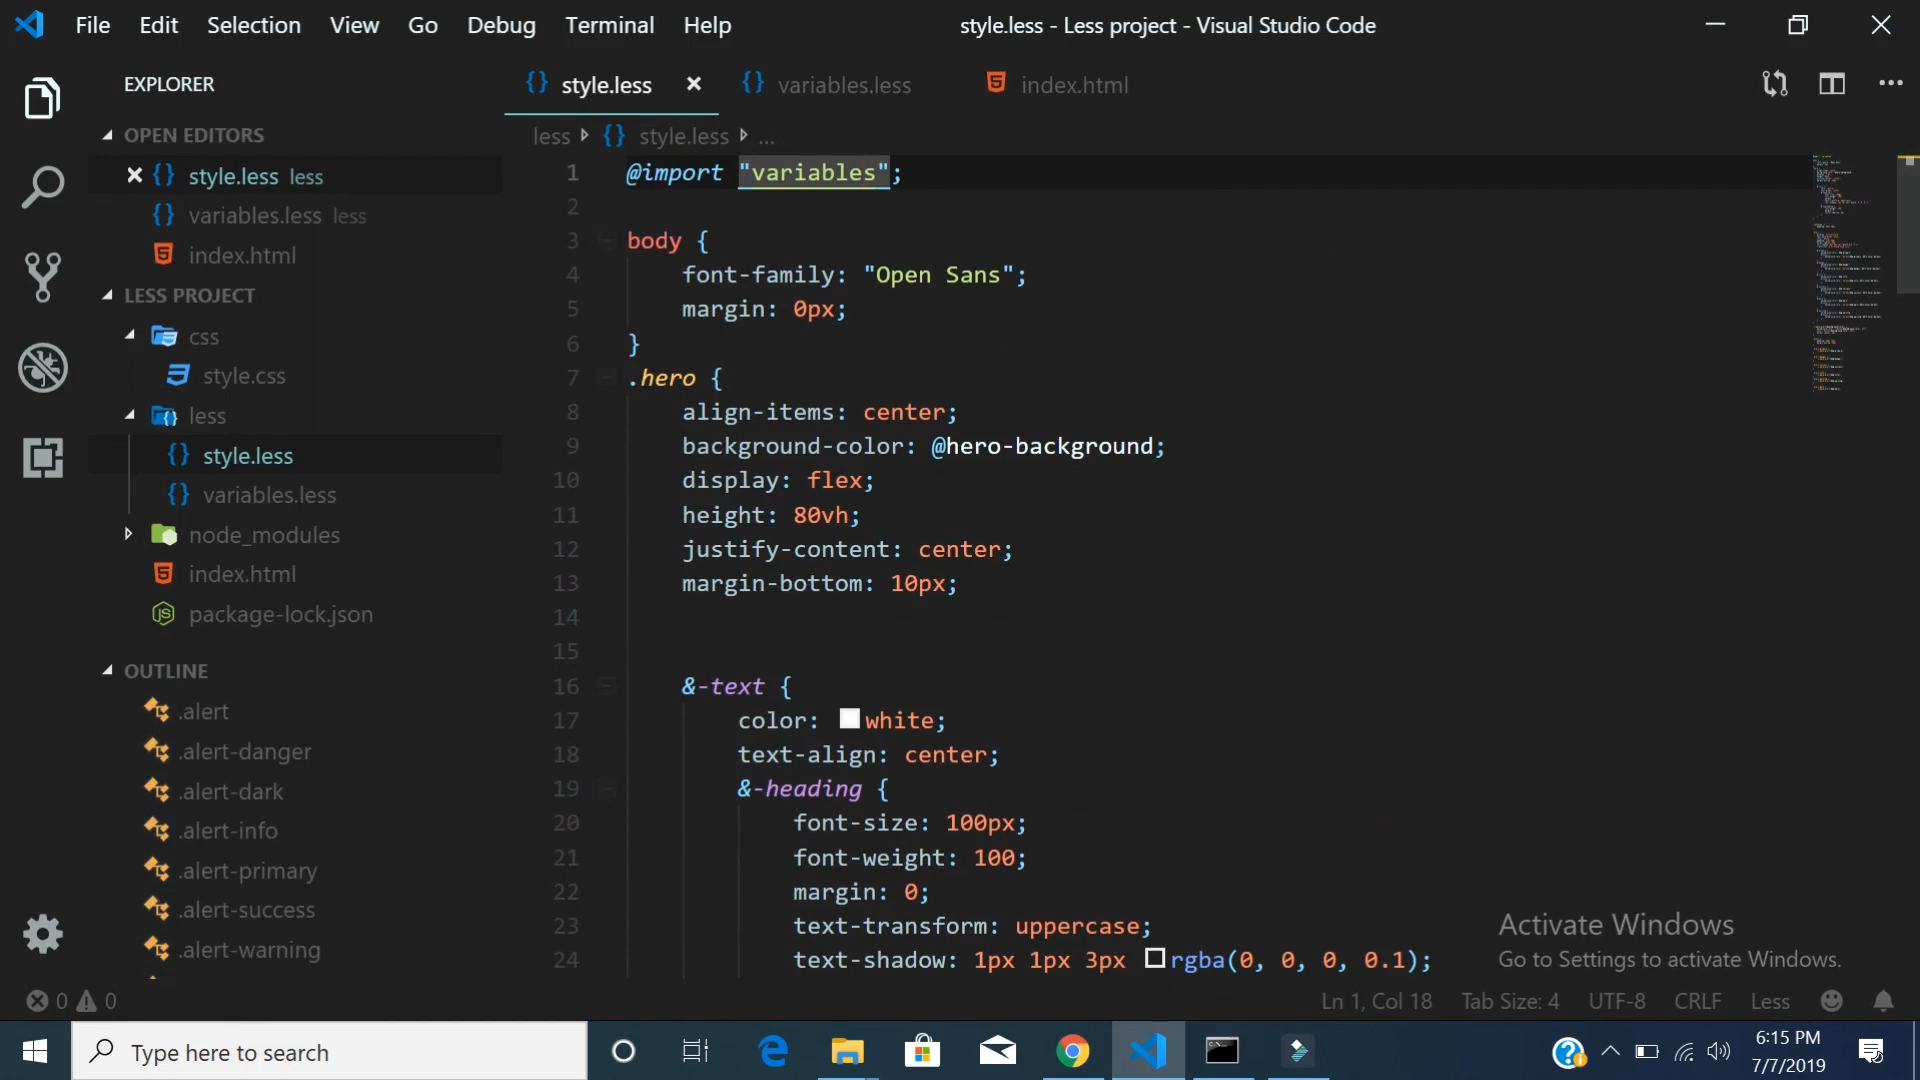 File Edit Selection View Go Debug Terminal Help
style.less - Less project - Visual Studio Code
EXPLORER
OPEN EDITORS
style.less less
variables.less less
index.html
LESS PROJECT
css
style.css
less
style.less
variables.less
node_modules
index.html
package-lock.json
OUTLINE
.alert
.alert-danger
.alert-dark
.alert-info
.alert-primary
.alert-success
.alert-warning
style.less variables.less index.html
less style.less ...
1 @import "variables";
2
3 body {
4 font-family: "Open Sans";
5 margin: 0px;
6 }
7 .hero {
8 align-items: center;
9 background-color: @hero-background;
10 display: flex;
11 height: 80vh;
12 justify-content: center;
13 margin-bottom: 10px;
14
15
16 &-text {
17 color: white;
18 text-align: center;
19 &-heading {
20 font-size: 100px;
21 font-weight: 100;
22 margin: 0;
23 text-transform: uppercase;
24 text-shadow: 1px 1px 3px rgba(0, 0, 0, 0.1);
Activate Windows
Go to Settings to activate Windows.
0 0
Ln 1, Col 18 Tab Size: 4 UTF-8 CRLF Less
Type here to search
6:15 PM
7/7/2019